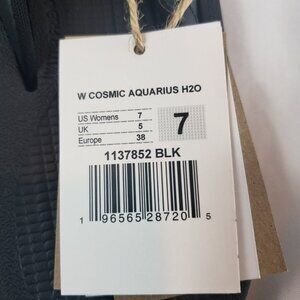 W COSMIC AQUARIUS H2O
US Womens 7
UK 5
Europe 38
7
1137852 BLK
1 96565 28720 5